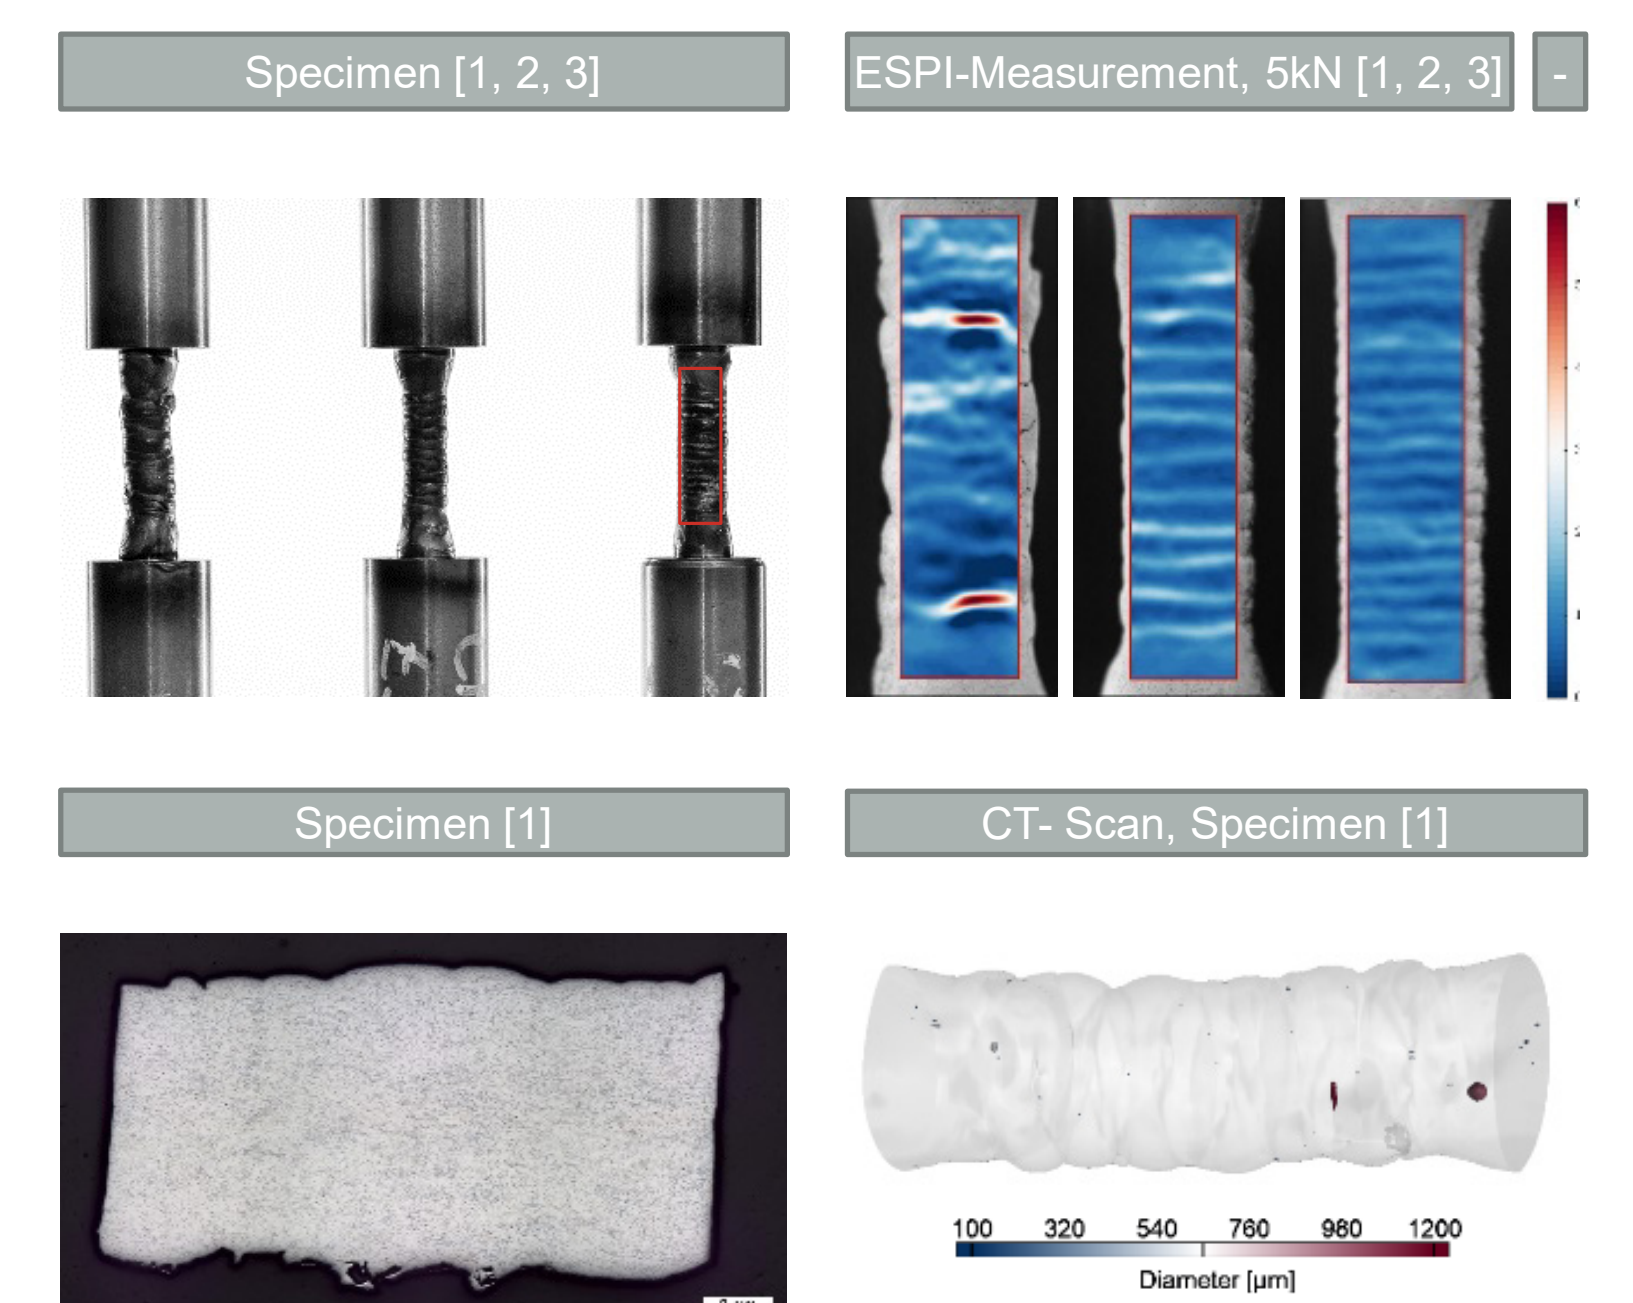 Specimen [1, 2, 3]
ESPI-Measurement, 5kN [1, 2, 3]
-
Specimen [1]
CT- Scan, Specimen [1]
100 320 540 760 980 1200
Diameter [µm]